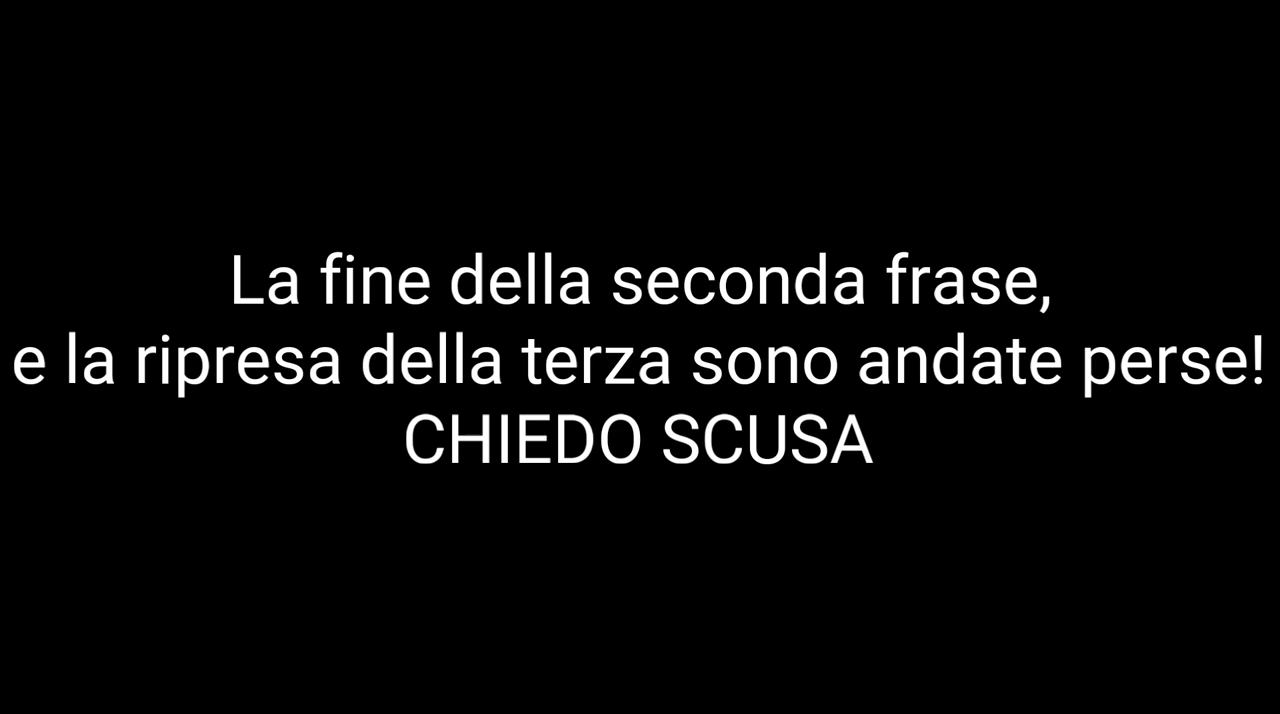 La fine della seconda frase,
e la ripresa della terza sono andate perse!
CHIEDO SCUSA